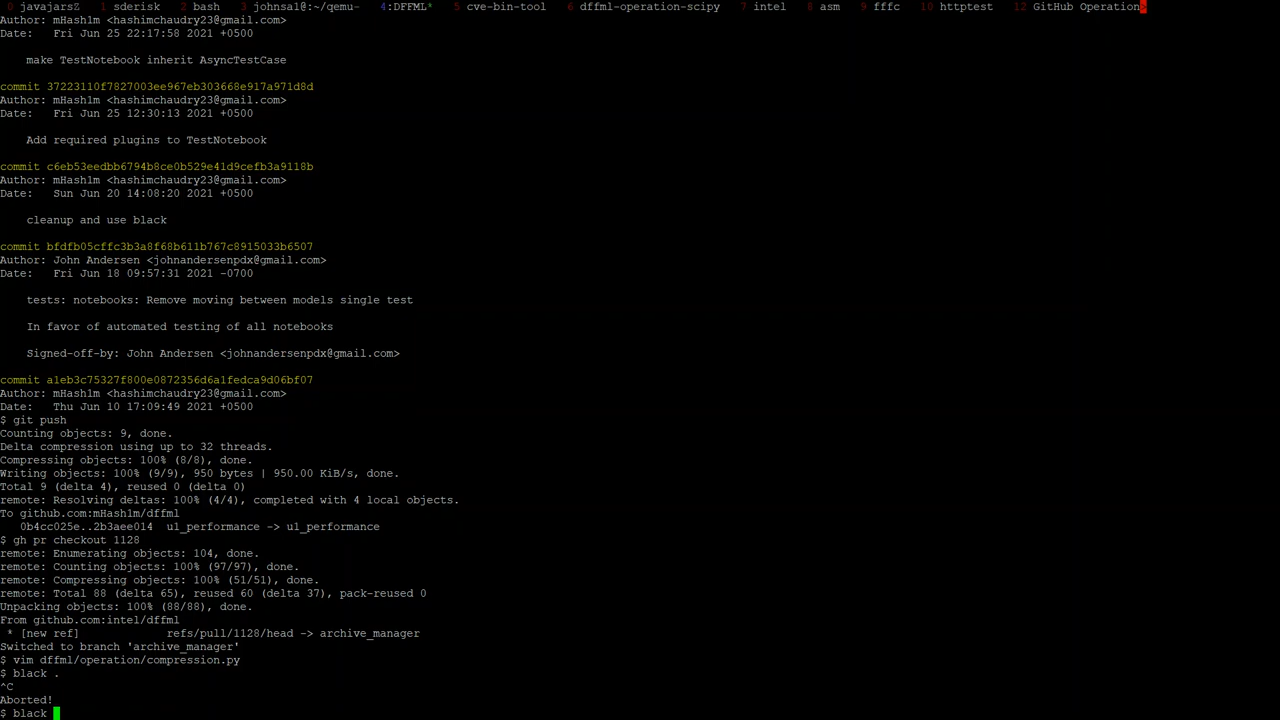 0 javajarsZ  1 sderisk  2 bash  3 johnsal@:~/qemu-  4:DFFML*  5 cve-bin-tool  6 dffml-operation-scipy  7 intel  8 asm  9 fffc  10 httptest  12 GitHub Operation>
Author: mHash1m <hashimchaudry23@gmail.com>
Date:   Fri Jun 25 22:17:58 2021 +0500
make TestNotebook inherit AsyncTestCase
commit 37223110f7827003ee967eb303668e917a971d8d
Author: mHash1m <hashimchaudry23@gmail.com>
Date:   Fri Jun 25 12:30:13 2021 +0500
Add required plugins to TestNotebook
commit c6eb53eedbb6794b8ce0b529e41d9cefb3a9118b
Author: mHash1m <hashimchaudry23@gmail.com>
Date:   Sun Jun 20 14:08:20 2021 +0500
cleanup and use black
commit bfdfb05cffc3b3a8f68b611b767c8915033b6507
Author: John Andersen <johnandersenpdx@gmail.com>
Date:   Fri Jun 18 09:57:31 2021 -0700
tests: notebooks: Remove moving between models single test
In favor of automated testing of all notebooks
Signed-off-by: John Andersen <johnandersenpdx@gmail.com>
commit a1eb3c75327f800e0872356d6a1fedca9d06bf07
Author: mHash1m <hashimchaudry23@gmail.com>
Date:   Thu Jun 10 17:09:49 2021 +0500
$ git push
Counting objects: 9, done.
Delta compression using up to 32 threads.
Compressing objects: 100% (8/8), done.
Writing objects: 100% (9/9), 950 bytes | 950.00 KiB/s, done.
Total 9 (delta 4), reused 0 (delta 0)
remote: Resolving deltas: 100% (4/4), completed with 4 local objects.
To github.com:mHash1m/dffml
0b4cc025e..2b3aee014  u1_performance -> u1_performance
$ gh pr checkout 1128
remote: Enumerating objects: 104, done.
remote: Counting objects: 100% (97/97), done.
remote: Compressing objects: 100% (51/51), done.
remote: Total 88 (delta 65), reused 60 (delta 37), pack-reused 0
Unpacking objects: 100% (88/88), done.
From github.com:intel/dffml
* [new ref]             refs/pull/1128/head -> archive_manager
Switched to branch 'archive_manager'
$ vim dffml/operation/compression.py
$ black .
^C
Aborted!
$ black